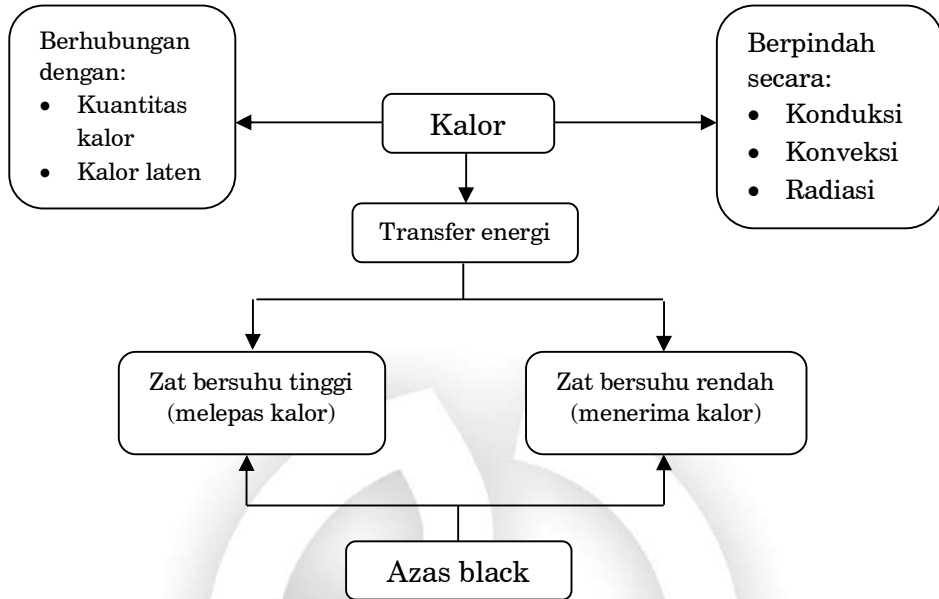 Berhubungan
dengan:
• Kuantitas
kalor
• Kalor laten
Kalor
Berpindah
secara:
• Konduksi
• Konveksi
• Radiasi
Transfer energi
Zat bersuhu tinggi
(melepas kalor)
Zat bersuhu rendah
(menerima kalor)
Azas black